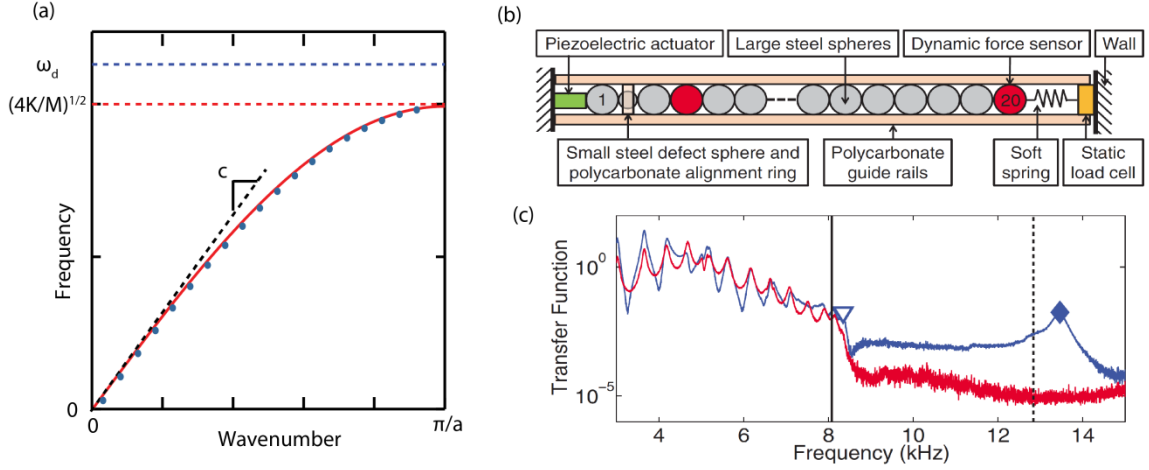 (a)
ω_d
(4K/M)^{1/2}
c
Frequency
0
0
π/a
Wavenumber
(b)
Piezoelectric actuator
Large steel spheres
Dynamic force sensor
Wall
1
20
Small steel defect sphere and
polycarbonate alignment ring
Polycarbonate
guide rails
Soft
spring
Static
load cell
(c)
Transfer Function
10^0
10^{-5}
4
6
8
10
12
14
Frequency (kHz)